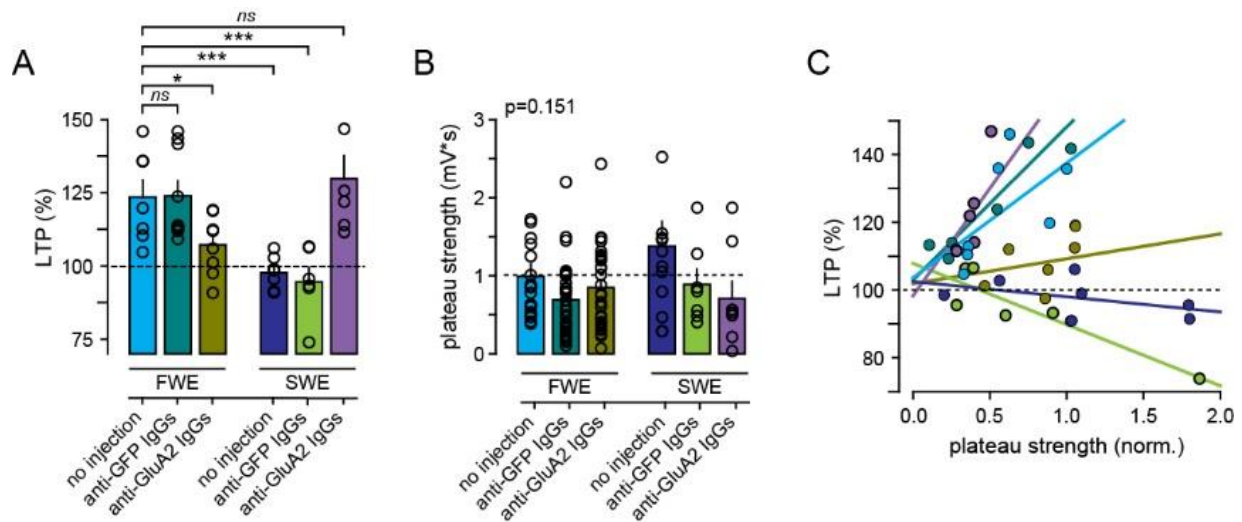 A
ns
***
***
*
ns
LTP (%)
150
125
100
75
FWE
SWE
no injection
anti-GFP IgGs
anti-GluA2 IgGs
no injection
anti-GFP IgGs
anti-GluA2 IgGs
B
p=0.151
plateau strength (mV*s)
3
2
1
0
FWE
SWE
no injection
anti-GFP IgGs
anti-GluA2 IgGs
no injection
anti-GFP IgGs
anti-GluA2 IgGs
C
LTP (%)
140
120
100
80
0.0 0.5 1.0 1.5 2.0
plateau strength (norm.)